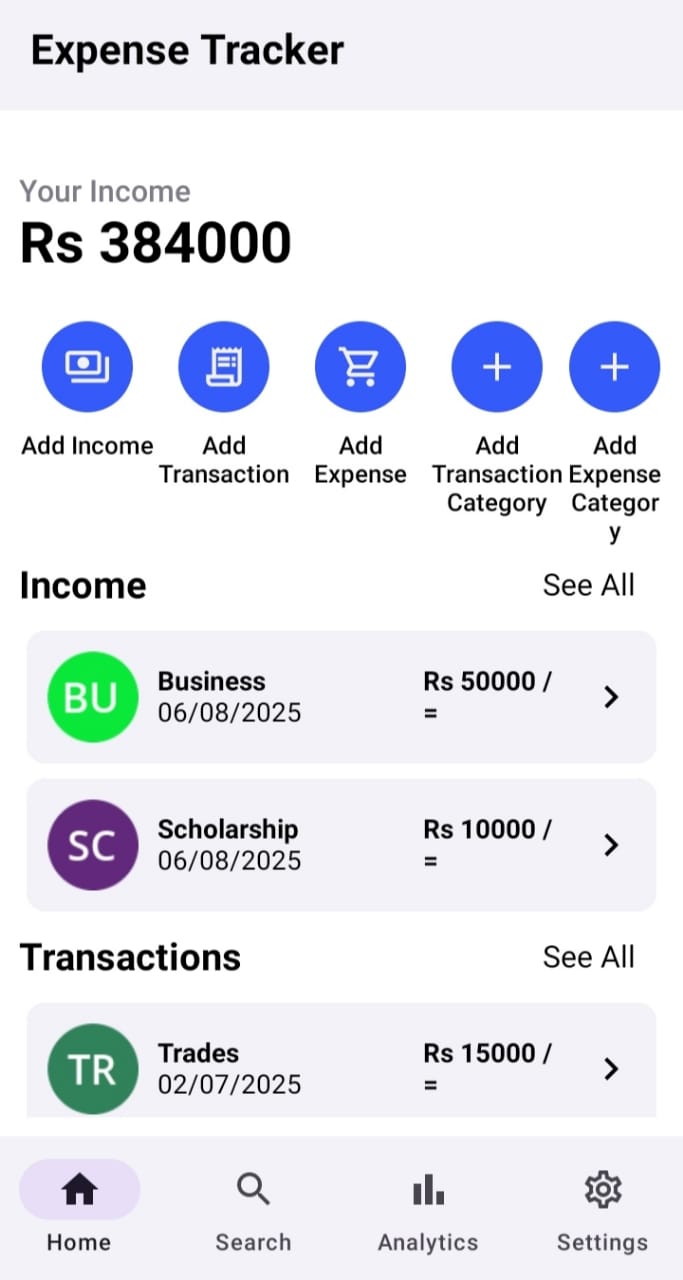 Expense Tracker
Your Income
Rs 384000
Add Income
Add
Transaction
Add
Expense
Add
Transaction
Category
Add
Expense
Categor
y
Income
See All
BU
Business
06/08/2025
Rs 50000 /
=
SC
Scholarship
06/08/2025
Rs 10000 /
=
Transactions
See All
TR
Trades
02/07/2025
Rs 15000 /
=
Home
Search
Analytics
Settings